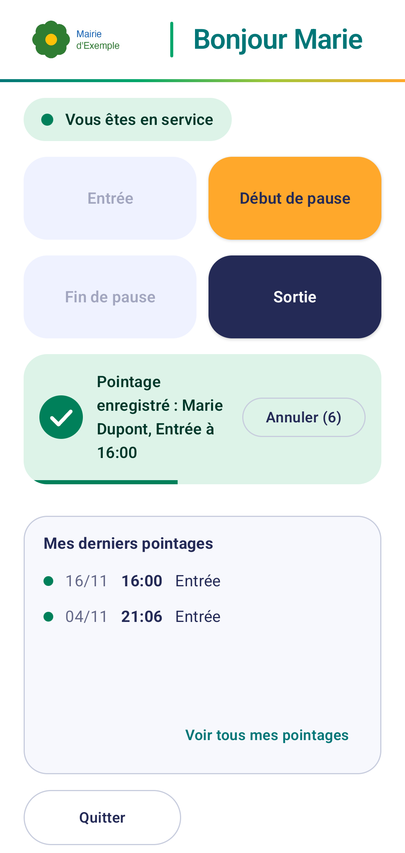 Mairie
d'Exemple
Bonjour Marie
Vous êtes en service
Entrée
Début de pause
Fin de pause
Sortie
Pointage
enregistré : Marie
Dupont, Entrée à
16:00
Annuler (6)
Mes derniers pointages
16/11 16:00 Entrée
04/11 21:06 Entrée
Voir tous mes pointages
Quitter